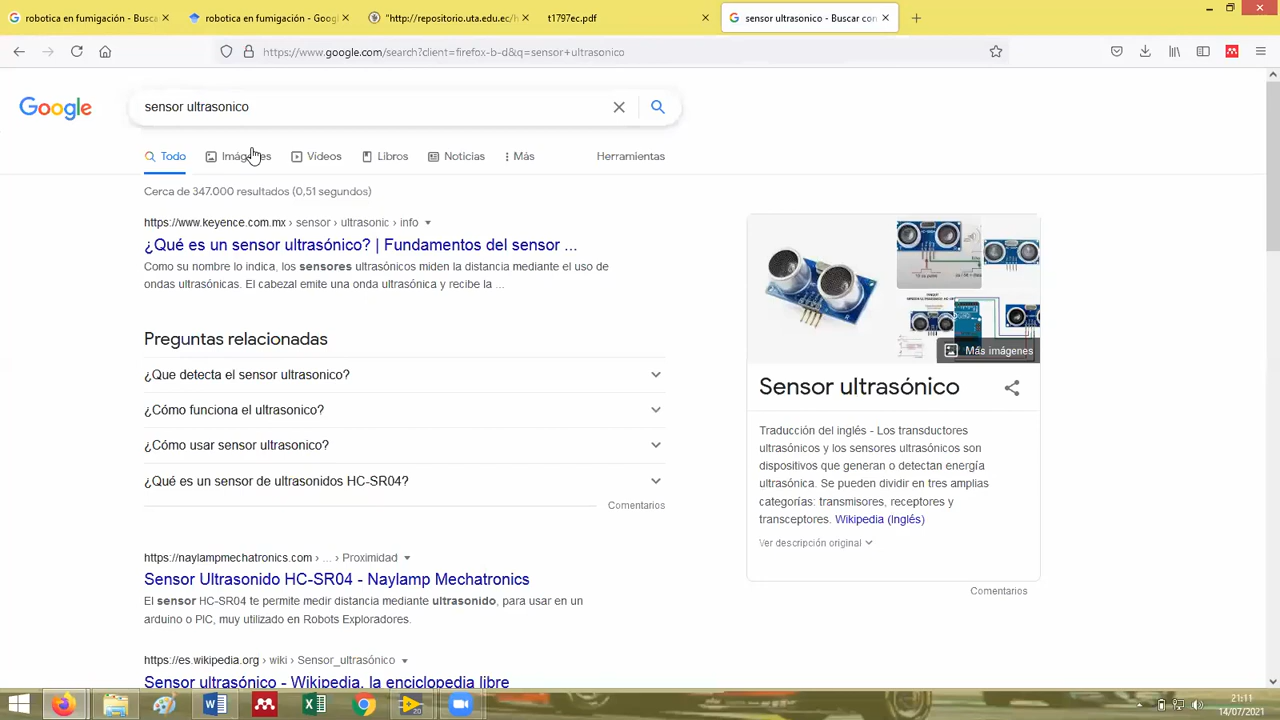 robotica en fumigación - Busca
robotica en fumigación - Goog
"http://repositorio.uta.edu.ec/h
t1797ec.pdf
sensor ultrasonico - Buscar con
https://www.google.com/search?client=firefox-b-d&q=sensor+ultrasonico
Google
sensor ultrasonico
Todo
Imágenes
Videos
Libros
Noticias
Más
Herramientas
Cerca de 347.000 resultados (0,51 segundos)
https://www.keyence.com.mx › sensor › ultrasonic › info
¿Qué es un sensor ultrasónico? | Fundamentos del sensor ...
Como su nombre lo indica, los sensores ultrasónicos miden la distancia mediante el uso de
ondas ultrasónicas. El cabezal emite una onda ultrasónica y recibe la ...
Preguntas relacionadas
¿Que detecta el sensor ultrasonico?
¿Cómo funciona el ultrasonico?
¿Cómo usar sensor ultrasonico?
¿Qué es un sensor de ultrasonidos HC-SR04?
Comentarios
https://naylampmechatronics.com › ... › Proximidad
Sensor Ultrasonido HC-SR04 - Naylamp Mechatronics
El sensor HC-SR04 te permite medir distancia mediante ultrasonido, para usar en un
arduino o PIC, muy utilizado en Robots Exploradores.
https://es.wikipedia.org › wiki › Sensor_ultrasónico
Sensor ultrasónico - Wikipedia, la enciclopedia libre
Más imágenes
Sensor ultrasónico
Traducción del inglés - Los transductores
ultrasónicos y los sensores ultrasónicos son
dispositivos que generan o detectan energía
ultrasónica. Se pueden dividir en tres amplias
categorías: transmisores, receptores y
transceptores. Wikipedia (Inglés)
Ver descripción original
Comentarios
21:11
14/07/2021